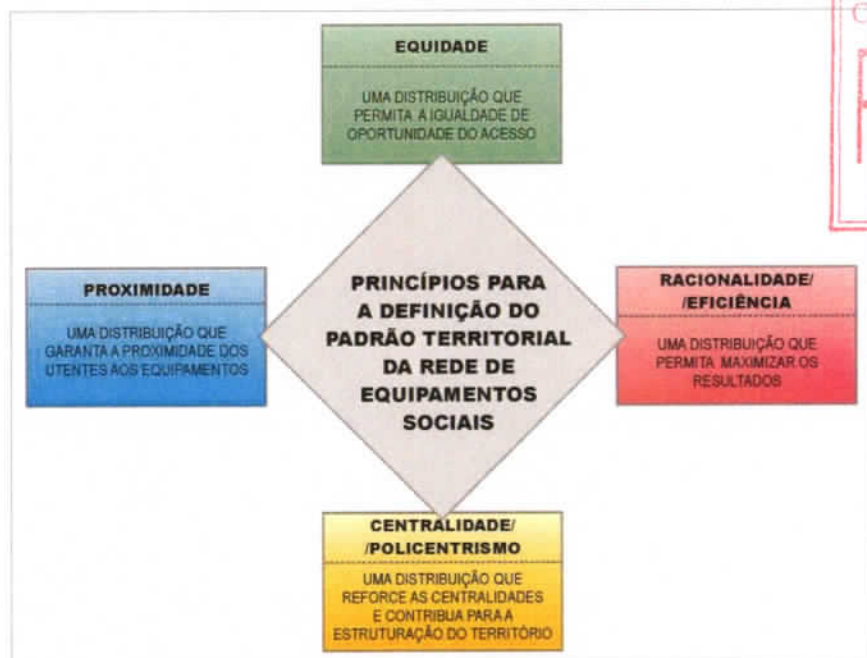 EQUIDADE
UMA DISTRIBUIÇÃO QUE
PERMITA A IGUALDADE DE
OPORTUNIDADE DO ACESSO
PROXIMIDADE
UMA DISTRIBUIÇÃO QUE
GARANTA A PROXIMIDADE DOS
UTENTES AOS EQUIPAMENTOS
PRINCÍPIOS PARA
A DEFINIÇÃO DO
PADRÃO TERRITORIAL
DA REDE DE
EQUIPAMENTOS
SOCIAIS
RACIONALIDADE/
/EFICIÊNCIA
UMA DISTRIBUIÇÃO QUE
PERMITA MAXIMIZAR OS
RESULTADOS
CENTRALIDADE/
/POLICENTRISMO
UMA DISTRIBUIÇÃO QUE
REFORCE AS CENTRALIDADES
E CONTRIBUA PARA A
ESTRUTURAÇÃO DO TERRITÓRIO